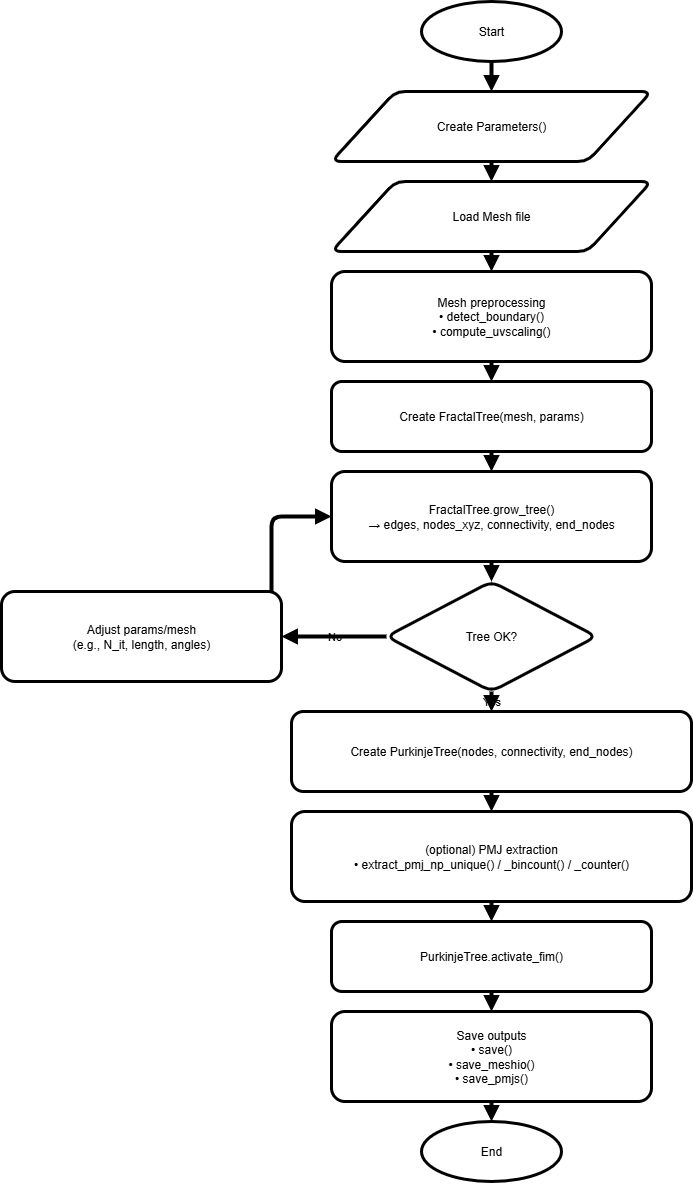 Start
Create Parameters()
Load Mesh file
Mesh preprocessing
• detect_boundary()
• compute_uvscaling()
Create FractalTree(mesh, params)
FractalTree.grow_tree()
→ edges, nodes_xyz, connectivity, end_nodes
Adjust params/mesh
(e.g., N_it, length, angles)
No
Tree OK?
Yes
Create PurkinjeTree(nodes, connectivity, end_nodes)
(optional) PMJ extraction
• extract_pmj_np_unique() / _bincount() / _counter()
PurkinjeTree.activate_fim()
Save outputs
• save()
• save_meshio()
• save_pmjs()
End